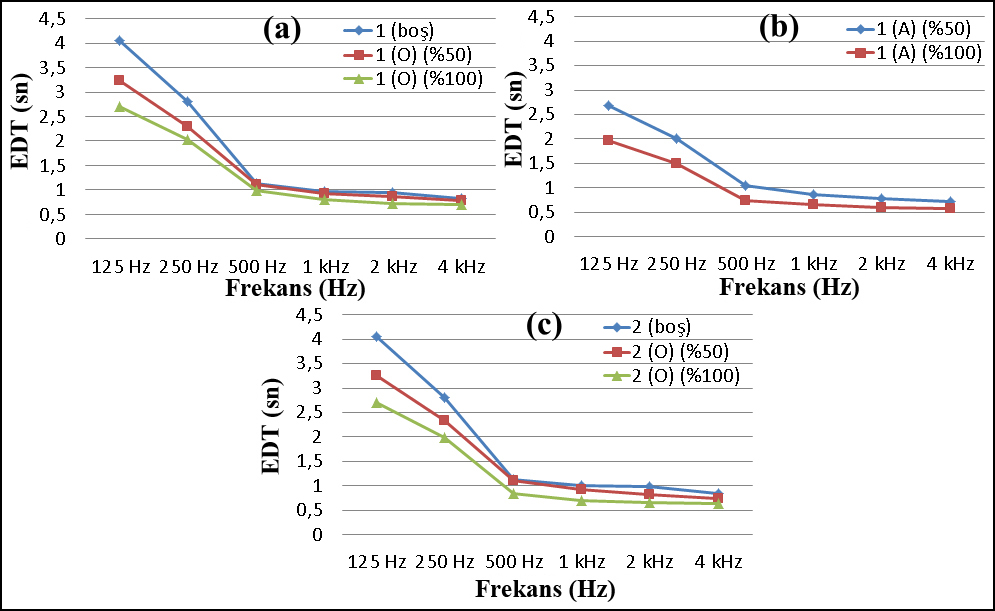 (a)
1 (boş)
1 (O) (%50)
1 (O) (%100)
EDT (sn)
4,5
4
3,5
3
2,5
2
1,5
1
0,5
0
125 Hz 250 Hz 500 Hz 1 kHz 2 kHz 4 kHz
Frekans (Hz)
(b)
1 (A) (%50)
1 (A) (%100)
EDT (sn)
4,5
4
3,5
3
2,5
2
1,5
1
0,5
0
125 Hz 250 Hz 500 Hz 1 kHz 2 kHz 4 kHz
Frekans (Hz)
(c)
2 (boş)
2 (O) (%50)
2 (O) (%100)
EDT (sn)
4,5
4
3,5
3
2,5
2
1,5
1
0,5
0
125 Hz 250 Hz 500 Hz 1 kHz 2 kHz 4 kHz
Frekans (Hz)